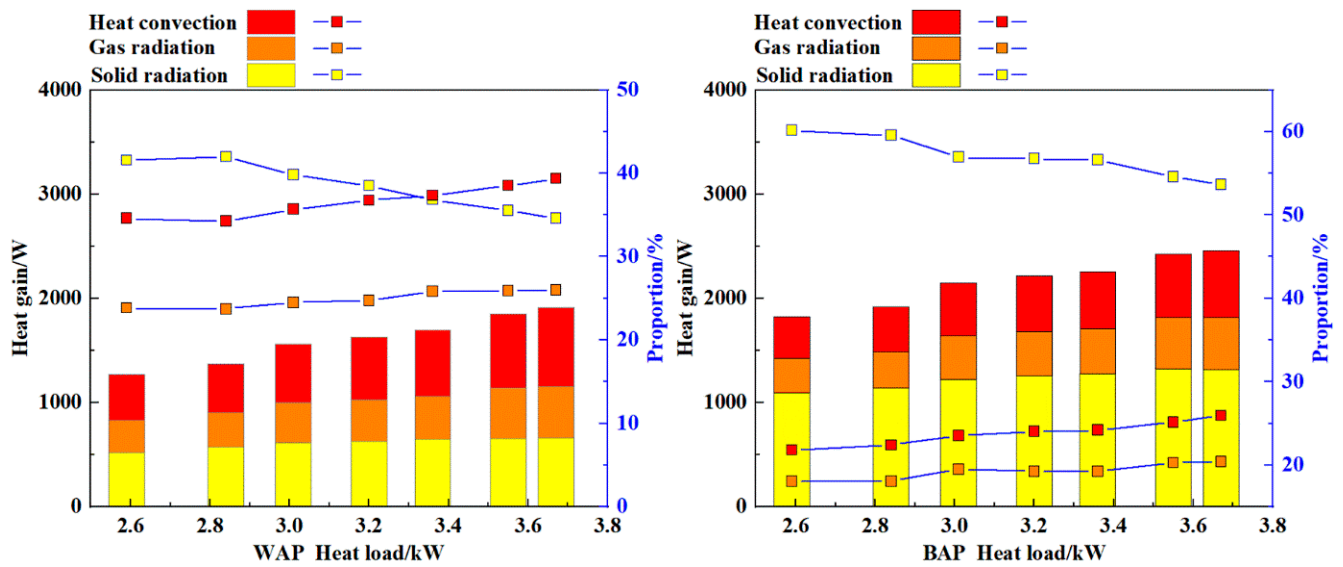 Heat convection
Gas radiation
Solid radiation
4000
3000
2000
1000
0
Heat gain/W
50
40
30
20
10
0
Proportion/%
2.6 2.8 3.0 3.2 3.4 3.6 3.8
WAP Heat load/kW
Heat convection
Gas radiation
Solid radiation
4000
3000
2000
1000
0
Heat gain/W
60
50
40
30
20
Proportion/%
2.6 2.8 3.0 3.2 3.4 3.6 3.8
BAP Heat load/kW